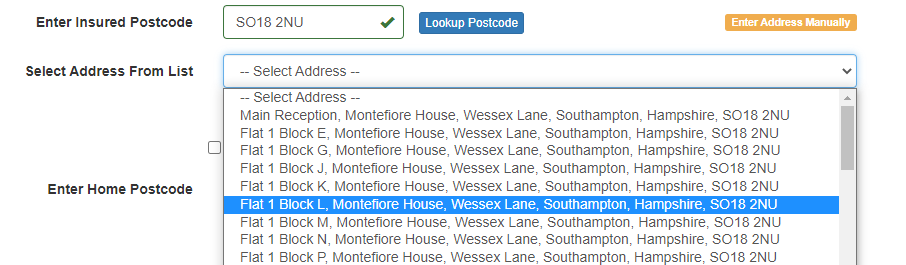 Enter Insured Postcode SO18 2NU Lookup Postcode Enter Address Manually
Select Address From List -- Select Address --
-- Select Address --
Main Reception, Montefiore House, Wessex Lane, Southampton, Hampshire, SO18 2NU
Flat 1 Block E, Montefiore House, Wessex Lane, Southampton, Hampshire, SO18 2NU
Flat 1 Block G, Montefiore House, Wessex Lane, Southampton, Hampshire, SO18 2NU
Flat 1 Block J, Montefiore House, Wessex Lane, Southampton, Hampshire, SO18 2NU
Enter Home Postcode Flat 1 Block K, Montefiore House, Wessex Lane, Southampton, Hampshire, SO18 2NU
Flat 1 Block L, Montefiore House, Wessex Lane, Southampton, Hampshire, SO18 2NU
Flat 1 Block M, Montefiore House, Wessex Lane, Southampton, Hampshire, SO18 2NU
Flat 1 Block N, Montefiore House, Wessex Lane, Southampton, Hampshire, SO18 2NU
Flat 1 Block P, Montefiore House, Wessex Lane, Southampton, Hampshire, SO18 2NU